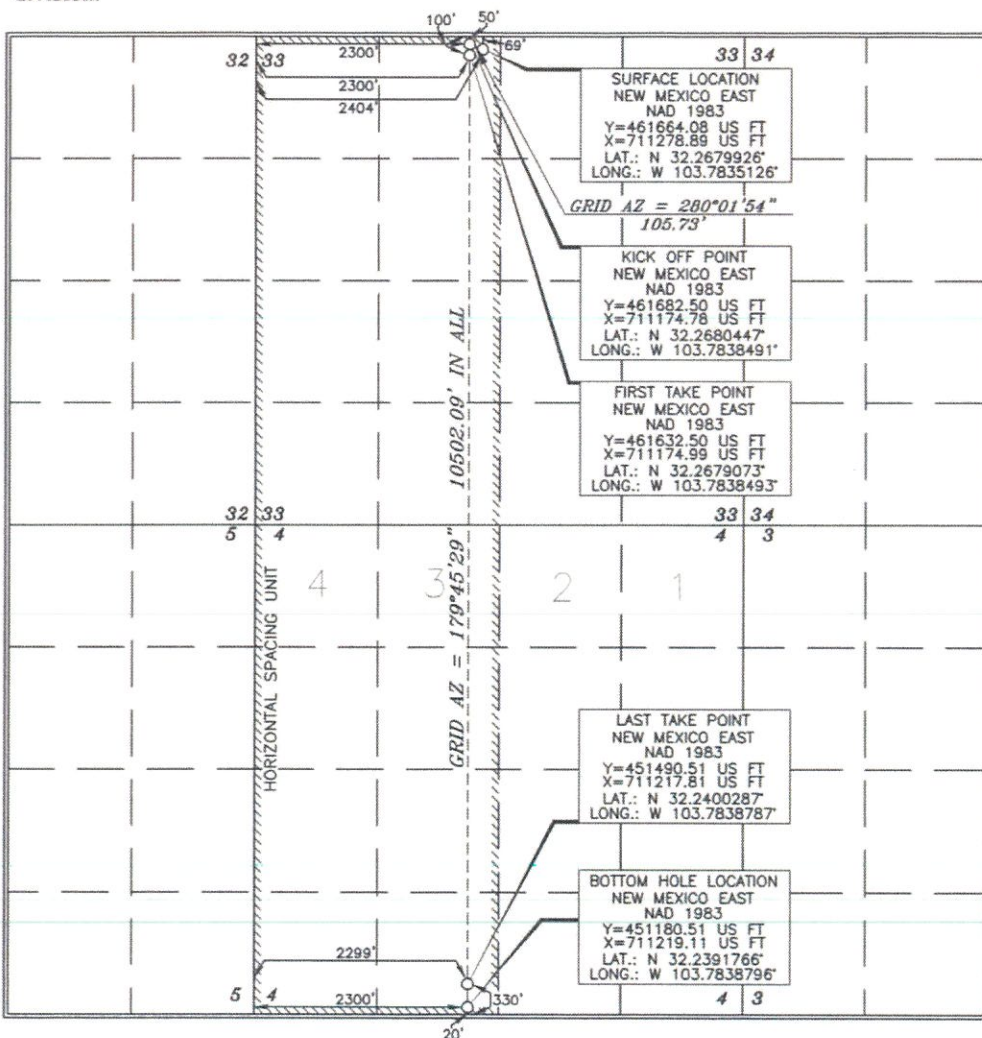 100' 50'
2300' 69'
32 33 33 34
2300'
2404'
SURFACE LOCATION
NEW MEXICO EAST
NAD 1983
Y=461664.08 US FT
X=711278.89 US FT
LAT.: N 32.2679926°
LONG.: W 103.7835126°
GRID AZ = 280°01'54"
105.73'
KICK OFF POINT
NEW MEXICO EAST
NAD 1983
Y=461682.50 US FT
X=711174.78 US FT
LAT.: N 32.2680447°
LONG.: W 103.7838491°
FIRST TAKE POINT
NEW MEXICO EAST
NAD 1983
Y=461632.50 US FT
X=711174.99 US FT
LAT.: N 32.2679073°
LONG.: W 103.7838493°
GRID AZ = 179°45'29" 10502.09' IN ALL
32 33 33 34
5 4 4 3
4 3 2 1
HORIZONTAL SPACING UNIT
LAST TAKE POINT
NEW MEXICO EAST
NAD 1983
Y=451490.51 US FT
X=711217.81 US FT
LAT.: N 32.2400287°
LONG.: W 103.7838787°
BOTTOM HOLE LOCATION
NEW MEXICO EAST
NAD 1983
Y=451180.51 US FT
X=711219.11 US FT
LAT.: N 32.2391766°
LONG.: W 103.7838796°
2299'
5 4 2300' 330' 4 3
20'